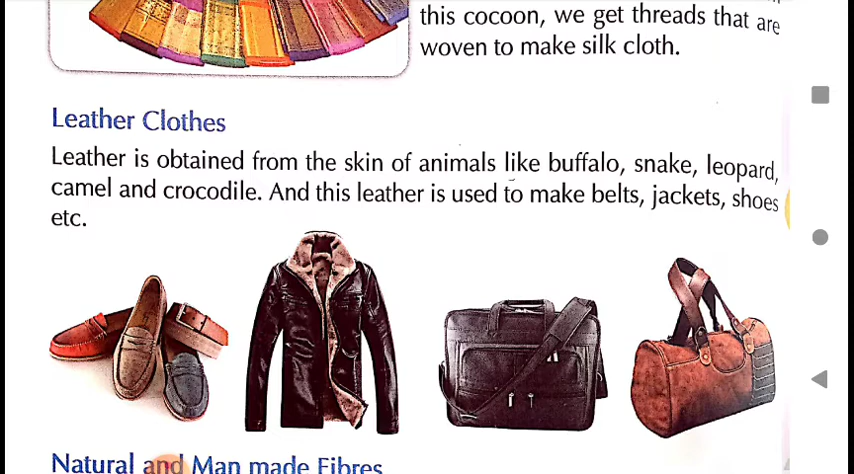 this cocoon, we get threads that are
woven to make silk cloth.
Leather Clothes
Leather is obtained from the skin of animals like buffalo, snake, leopard,
camel and crocodile. And this leather is used to make belts, jackets, shoes
etc.
Natural and Man made Fibres